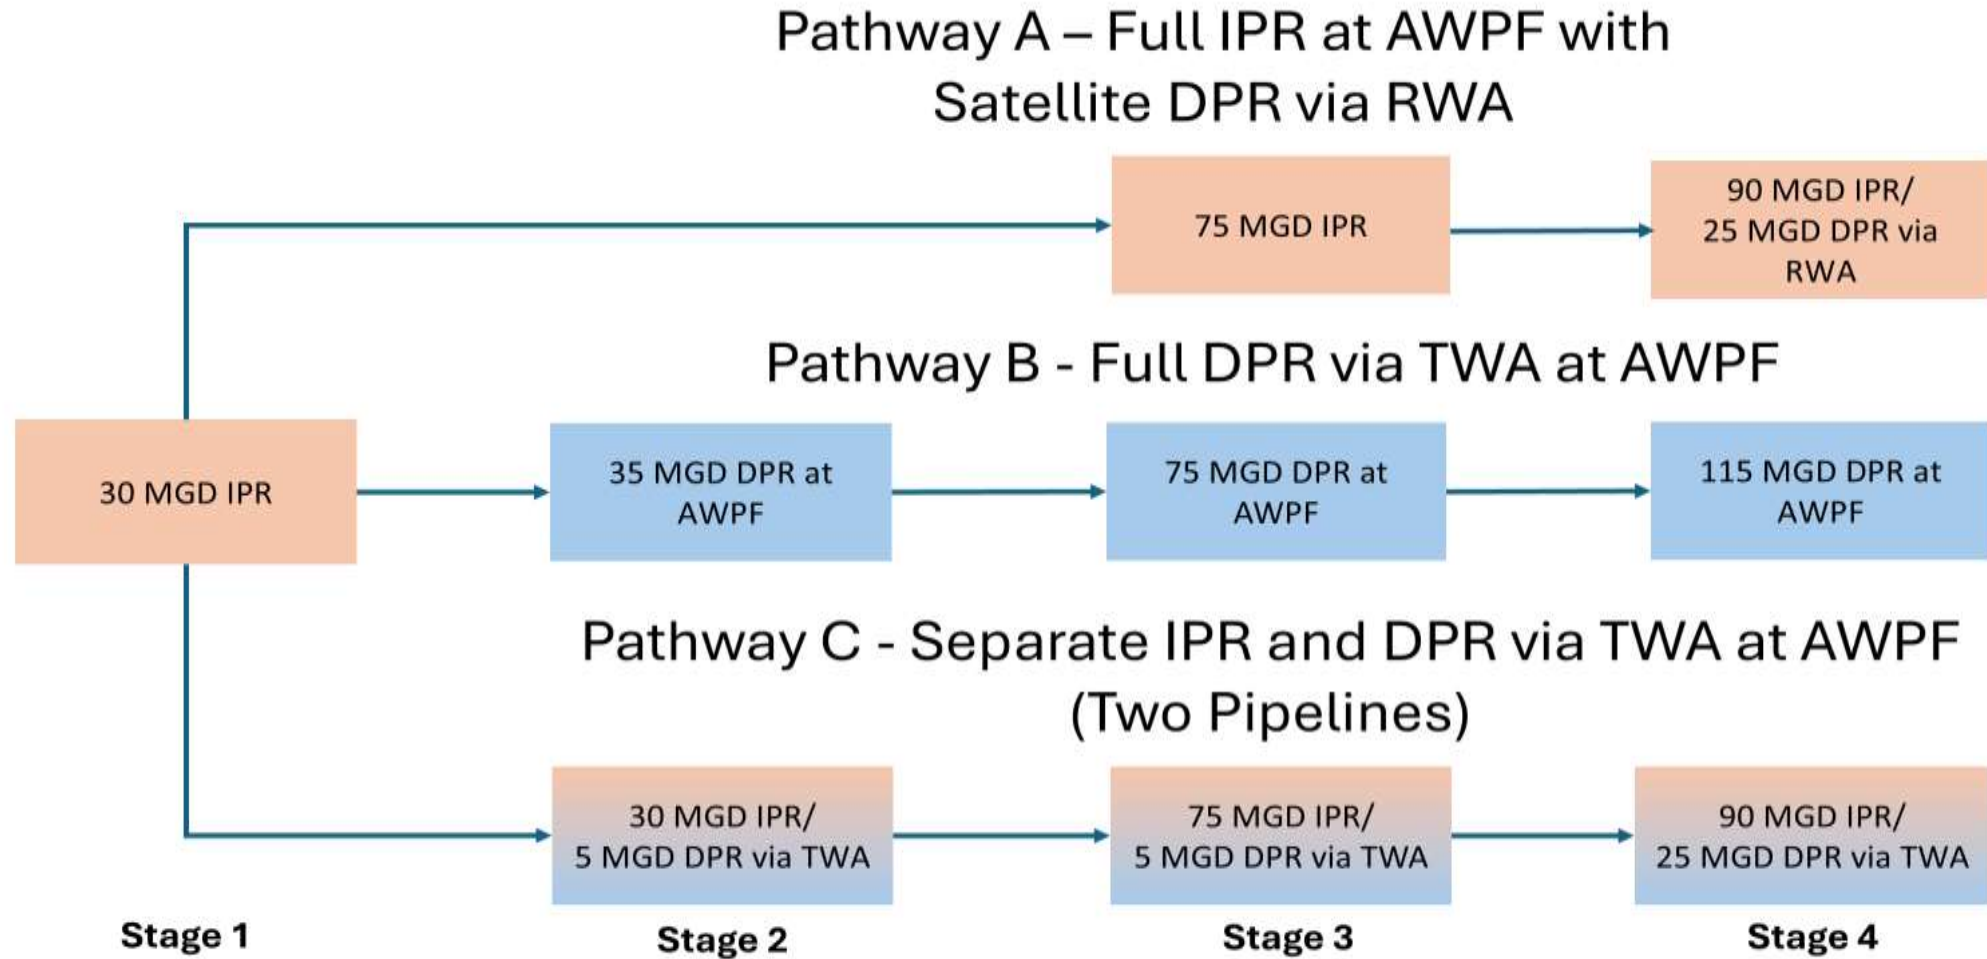 Pathway A – Full IPR at AWPF with
Satellite DPR via RWA
75 MGD IPR
90 MGD IPR/
25 MGD DPR via
RWA
Pathway B - Full DPR via TWA at AWPF
30 MGD IPR
35 MGD DPR at
AWPF
75 MGD DPR at
AWPF
115 MGD DPR at
AWPF
Pathway C - Separate IPR and DPR via TWA at AWPF
(Two Pipelines)
30 MGD IPR/
5 MGD DPR via TWA
75 MGD IPR/
5 MGD DPR via TWA
90 MGD IPR/
25 MGD DPR via TWA
Stage 1
Stage 2
Stage 3
Stage 4